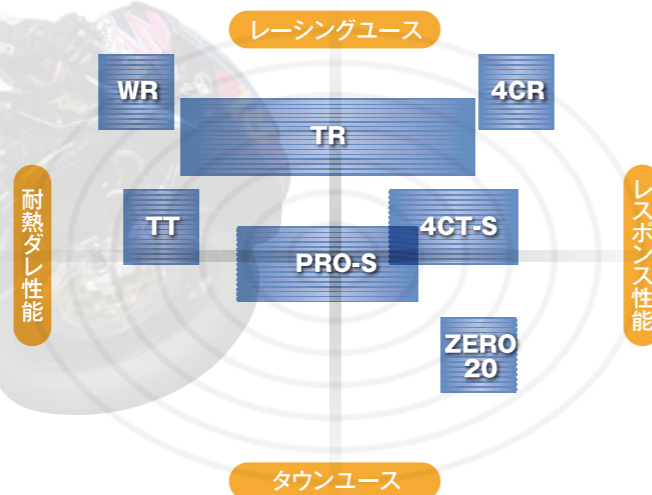 レーシングユース
WR
4CR
TR
耐熱ダレ性能
レスポンス性能
TT
4CT-S
PRO-S
ZERO
20
タウンユース